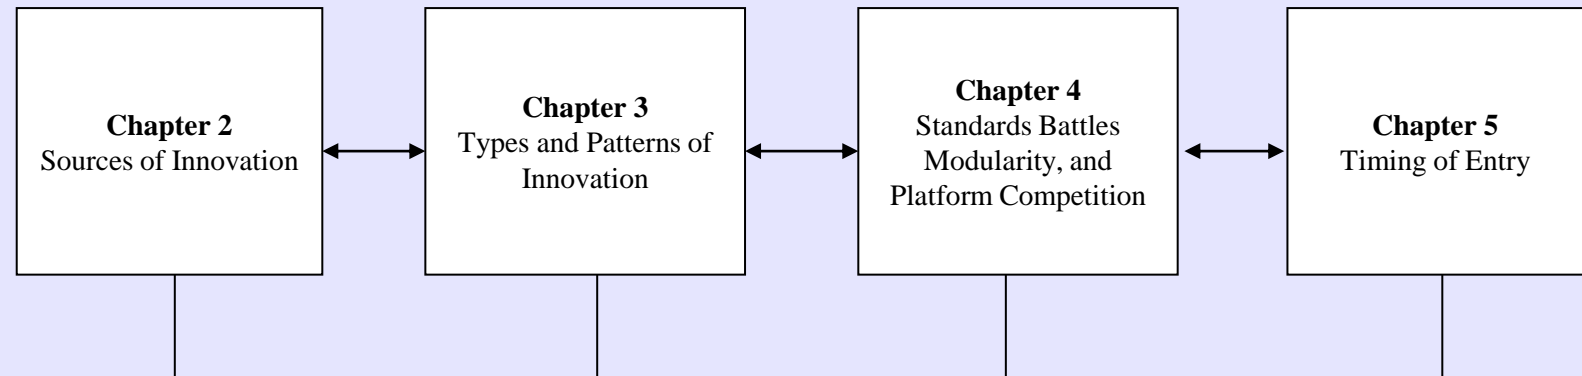 Chapter 2
Sources of Innovation
Chapter 3
Types and Patterns of
Innovation
Chapter 4
Standards Battles
Modularity, and
Platform Competition
Chapter 5
Timing of Entry